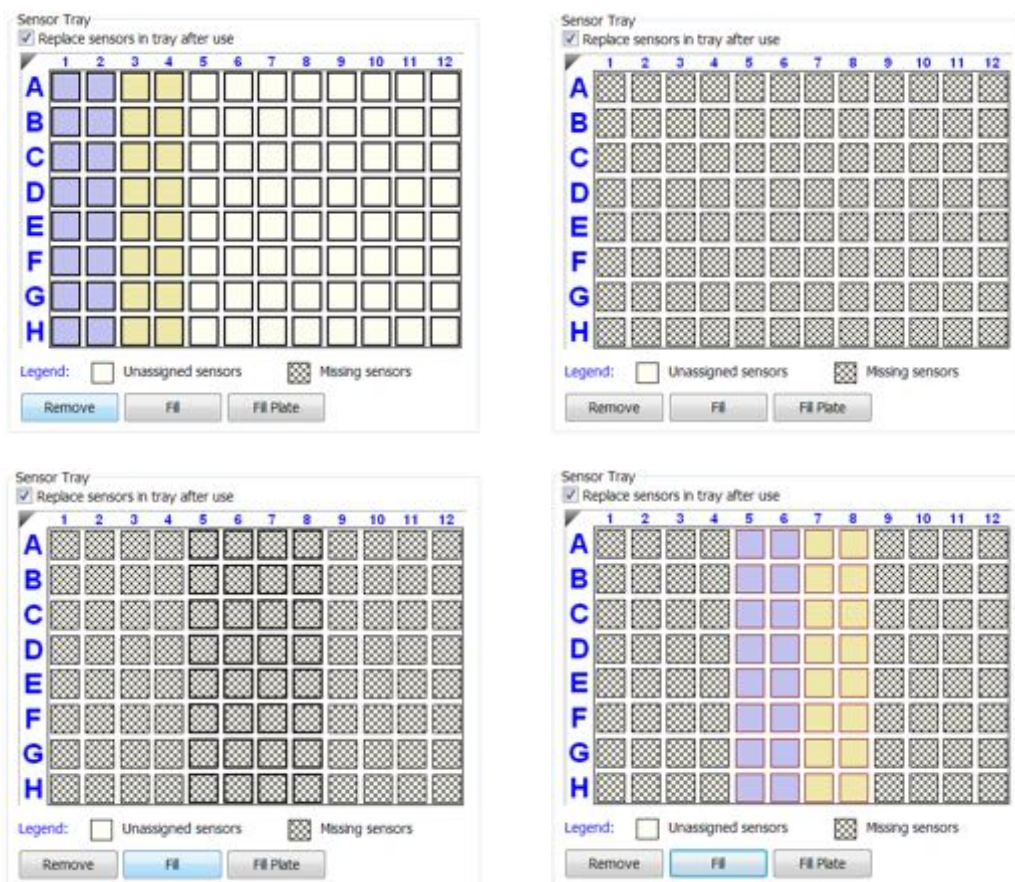 Sensor Tray
Replace sensors in tray after use
1 2 3 4 5 6 7 8 9 10 11 12
A
B
C
D
E
F
G
H
Legend: Unassigned sensors Missing sensors
Remove Fill Fill Plate
Sensor Tray
Replace sensors in tray after use
1 2 3 4 5 6 7 8 9 10 11 12
A
B
C
D
E
F
G
H
Legend: Unassigned sensors Missing sensors
Remove Fill Fill Plate
Sensor Tray
Replace sensors in tray after use
1 2 3 4 5 6 7 8 9 10 11 12
A
B
C
D
E
F
G
H
Legend: Unassigned sensors Missing sensors
Remove Fill Fill Plate
Sensor Tray
Replace sensors in tray after use
1 2 3 4 5 6 7 8 9 10 11 12
A
B
C
D
E
F
G
H
Legend: Unassigned sensors Missing sensors
Remove Fill Fill Plate